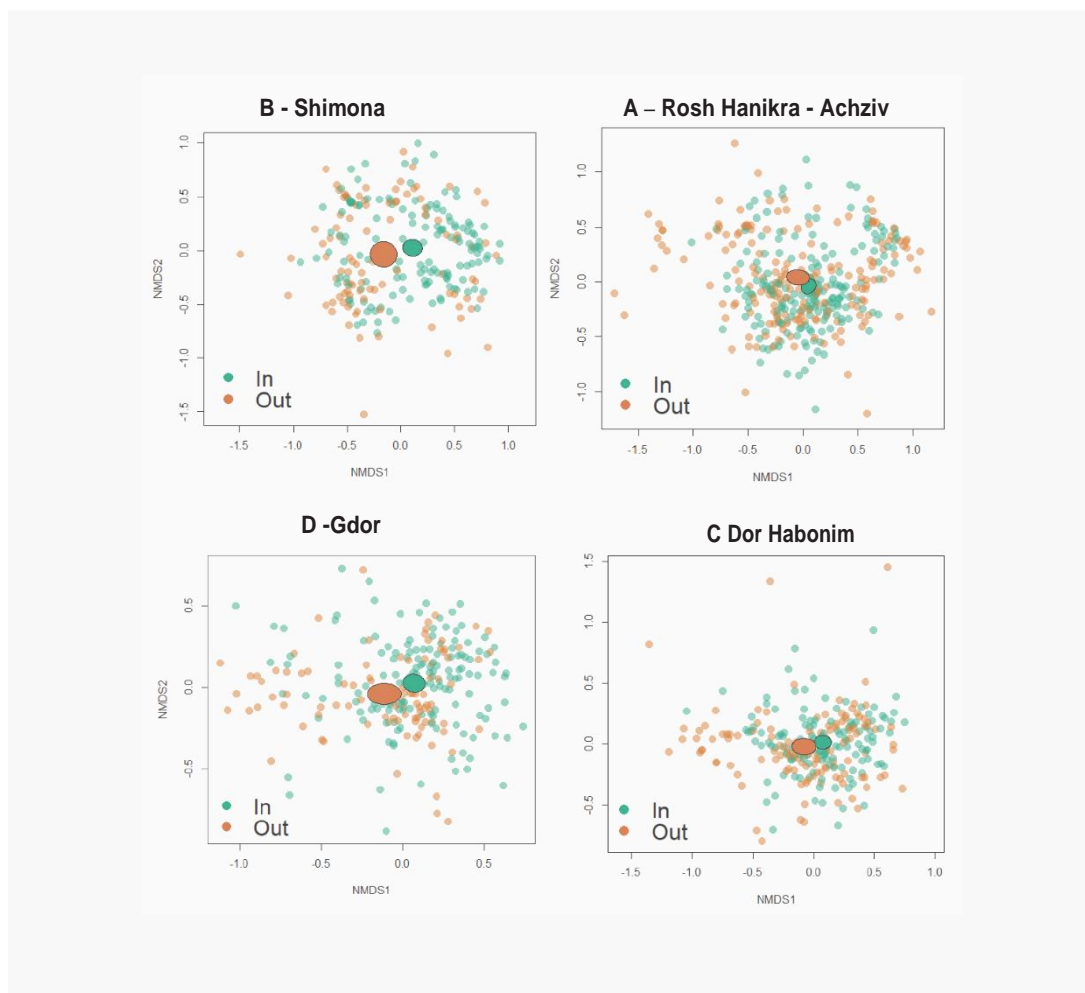 B - Shimona
1.0
0.5
0.0
-0.5
-1.0
-1.5
NMDS2
In
Out
-1.5 -1.0 -0.5 0.0 0.5 1.0
NMDS1
A – Rosh Hanikra - Achziv
1.0
0.5
0.0
-0.5
-1.0
NMDS2
In
Out
-1.5 -1.0 -0.5 0.0 0.5 1.0
NMDS1
D -Gdor
0.5
0.0
-0.5
NMDS2
In
Out
-1.0 -0.5 0.0 0.5
NMDS1
C Dor Habonim
1.5
1.0
0.5
0.0
-0.5
NMDS2
In
Out
-1.5 -1.0 -0.5 0.0 0.5 1.0
NMDS1